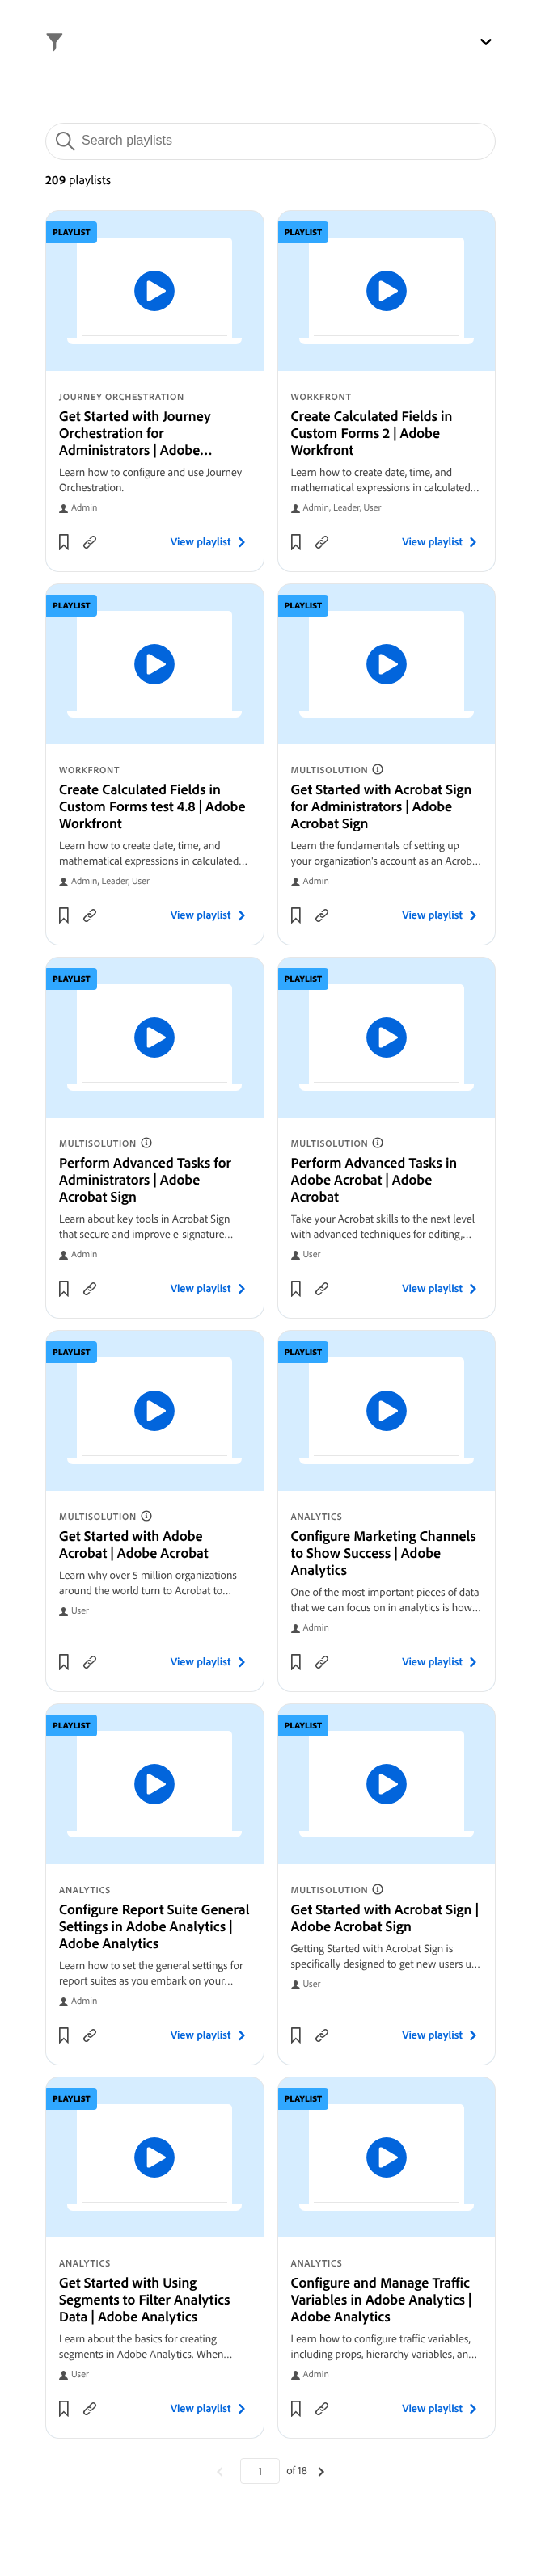 Search playlists
209 playlists
PLAYLIST
JOURNEY ORCHESTRATION
Get Started with Journey
Orchestration for
Administrators | Adobe...
Learn how to configure and use Journey
Orchestration.
Admin
View playlist
PLAYLIST
WORKFRONT
Create Calculated Fields in
Custom Forms 2 | Adobe
Workfront
Learn how to create date, time, and
mathematical expressions in calculated...
Admin, Leader, User
View playlist
PLAYLIST
WORKFRONT
Create Calculated Fields in
Custom Forms test 4.8 | Adobe
Workfront
Learn how to create date, time, and
mathematical expressions in calculated...
Admin, Leader, User
View playlist
PLAYLIST
MULTISOLUTION
Get Started with Acrobat Sign
for Administrators | Adobe
Acrobat Sign
Learn the fundamentals of setting up
your organization's account as an Acrob...
Admin
View playlist
PLAYLIST
MULTISOLUTION
Perform Advanced Tasks for
Administrators | Adobe
Acrobat Sign
Learn about key tools in Acrobat Sign
that secure and improve e-signature...
Admin
View playlist
PLAYLIST
MULTISOLUTION
Perform Advanced Tasks in
Adobe Acrobat | Adobe
Acrobat
Take your Acrobat skills to the next level
with advanced techniques for editing,...
User
View playlist
PLAYLIST
MULTISOLUTION
Get Started with Adobe
Acrobat | Adobe Acrobat
Learn why over 5 million organizations
around the world turn to Acrobat to...
User
View playlist
PLAYLIST
ANALYTICS
Configure Marketing Channels
to Show Success | Adobe
Analytics
One of the most important pieces of data
that we can focus on in analytics is how...
Admin
View playlist
PLAYLIST
ANALYTICS
Configure Report Suite General
Settings in Adobe Analytics |
Adobe Analytics
Learn how to set the general settings for
report suites as you embark on your...
Admin
View playlist
PLAYLIST
MULTISOLUTION
Get Started with Acrobat Sign |
Adobe Acrobat Sign
Getting Started with Acrobat Sign is
specifically designed to get new users u...
User
View playlist
PLAYLIST
ANALYTICS
Get Started with Using
Segments to Filter Analytics
Data | Adobe Analytics
Learn about the basics for creating
segments in Adobe Analytics. When...
User
View playlist
PLAYLIST
ANALYTICS
Configure and Manage Traffic
Variables in Adobe Analytics |
Adobe Analytics
Learn how to configure traffic variables,
including props, hierarchy variables, an...
Admin
View playlist
1 of 18